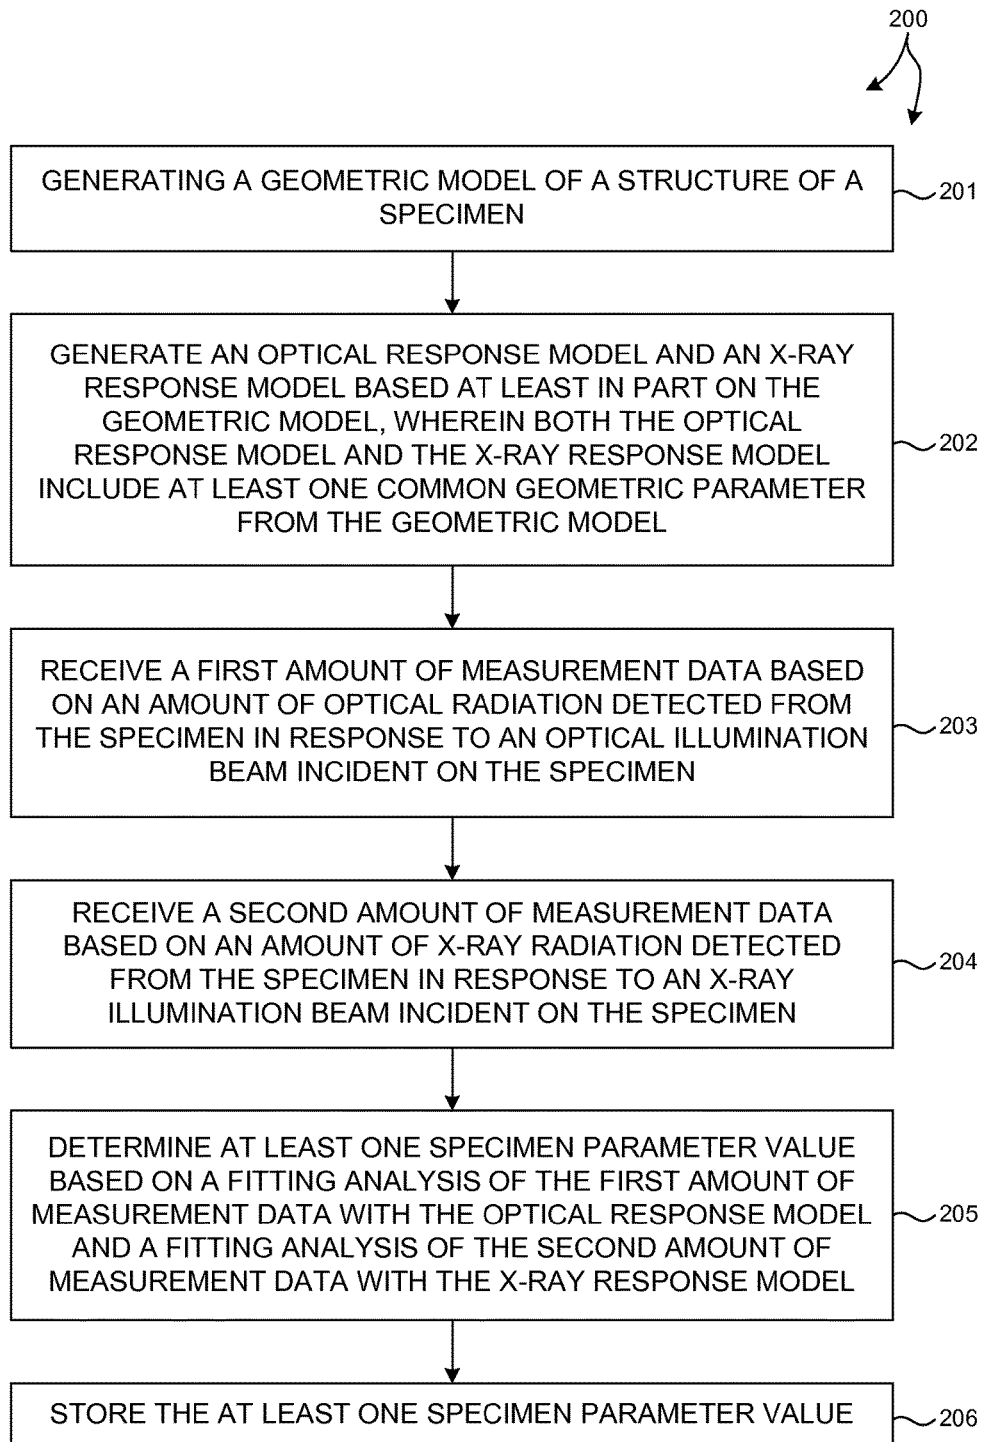 200
GENERATING A GEOMETRIC MODEL OF A STRUCTURE OF A
SPECIMEN
201
GENERATE AN OPTICAL RESPONSE MODEL AND AN X-RAY
RESPONSE MODEL BASED AT LEAST IN PART ON THE
GEOMETRIC MODEL, WHEREIN BOTH THE OPTICAL
RESPONSE MODEL AND THE X-RAY RESPONSE MODEL
INCLUDE AT LEAST ONE COMMON GEOMETRIC PARAMETER
FROM THE GEOMETRIC MODEL
202
RECEIVE A FIRST AMOUNT OF MEASUREMENT DATA BASED
ON AN AMOUNT OF OPTICAL RADIATION DETECTED FROM
THE SPECIMEN IN RESPONSE TO AN OPTICAL ILLUMINATION
BEAM INCIDENT ON THE SPECIMEN
203
RECEIVE A SECOND AMOUNT OF MEASUREMENT DATA
BASED ON AN AMOUNT OF X-RAY RADIATION DETECTED
FROM THE SPECIMEN IN RESPONSE TO AN X-RAY
ILLUMINATION BEAM INCIDENT ON THE SPECIMEN
204
DETERMINE AT LEAST ONE SPECIMEN PARAMETER VALUE
BASED ON A FITTING ANALYSIS OF THE FIRST AMOUNT OF
MEASUREMENT DATA WITH THE OPTICAL RESPONSE MODEL
AND A FITTING ANALYSIS OF THE SECOND AMOUNT OF
MEASUREMENT DATA WITH THE X-RAY RESPONSE MODEL
205
STORE THE AT LEAST ONE SPECIMEN PARAMETER VALUE
206